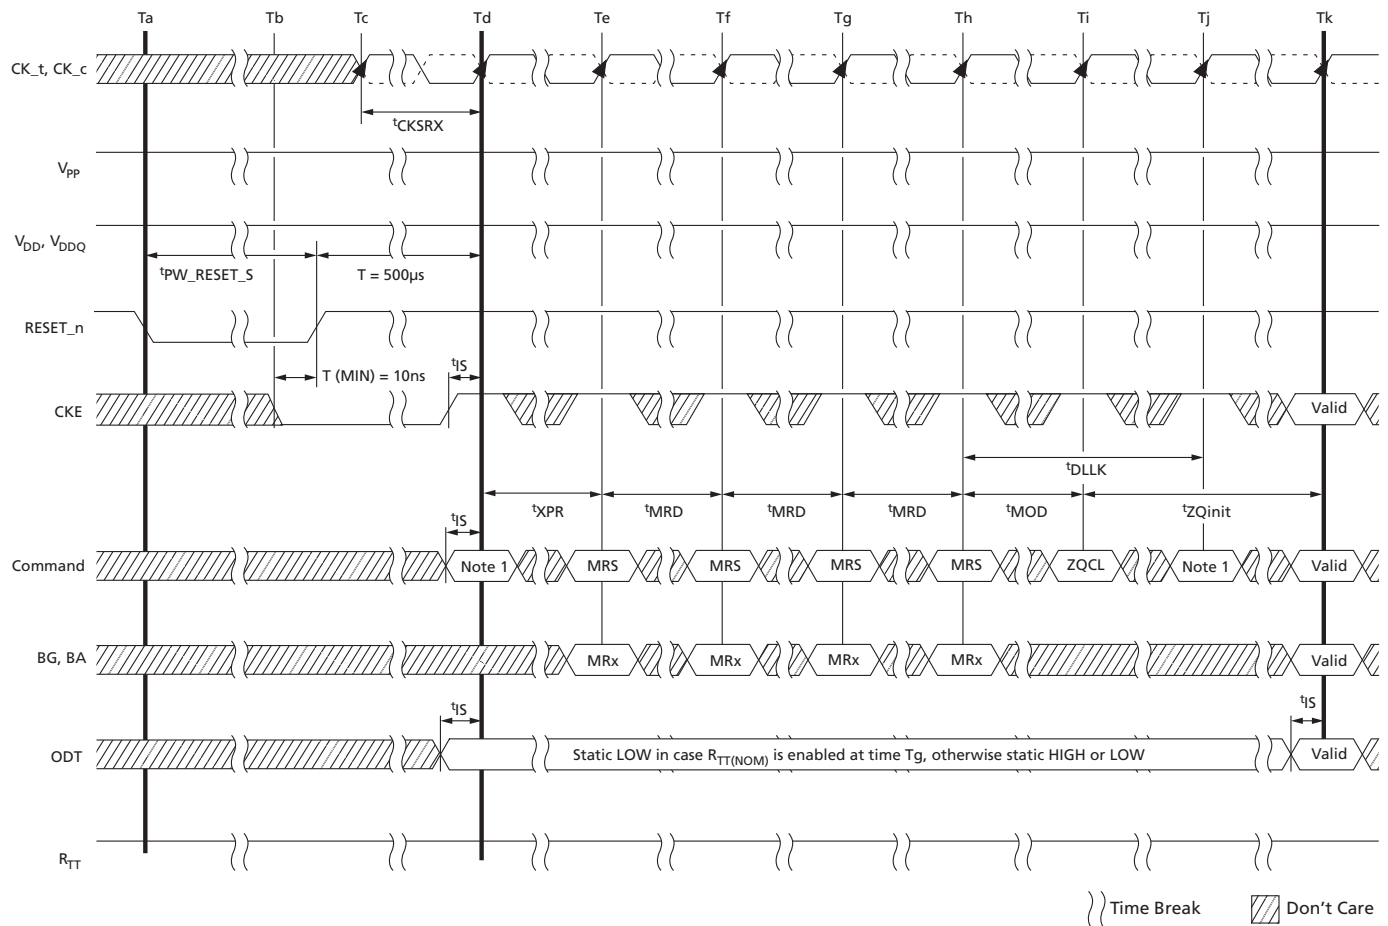 Ta Tb Tc Td Te Tf Tg Th Ti Tj Tk
CK_t, CK_c
tCKSRX
VPP
VDD, VDDQ
tPW_RESET_S T = 500µs
RESET_n
T (MIN) = 10ns tIS
CKE Valid
tDLLK
tXPR tMRD tMRD tMRD tMOD tZQinit
tIS
Command Note 1 MRS MRS MRS MRS ZQCL Note 1 Valid
BG, BA MRx MRx MRx MRx Valid
tIS tIS
ODT Static LOW in case RTT(NOM) is enabled at time Tg, otherwise static HIGH or LOW Valid
RTT
Time Break Don't Care